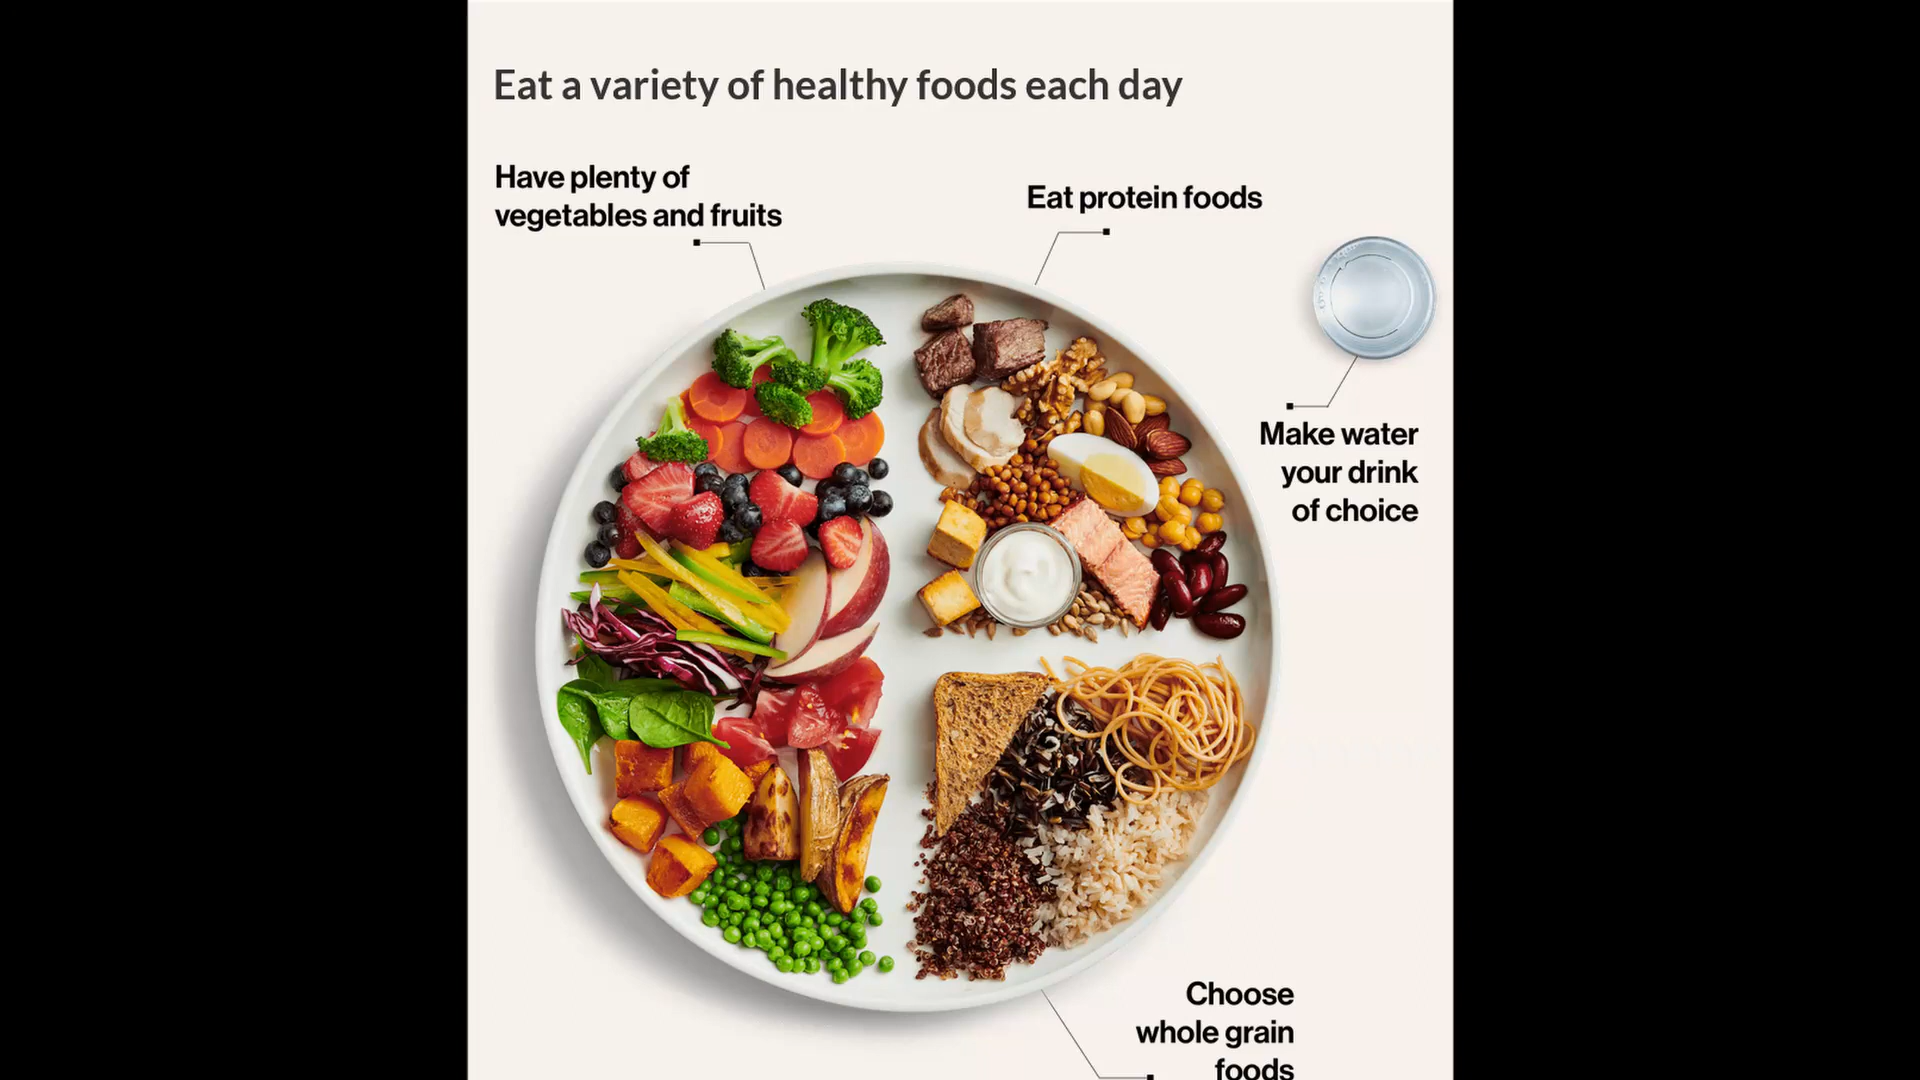 Eat a variety of healthy foods each day
Have plenty of
vegetables and fruits
Eat protein foods
Make water
your drink
of choice
Choose
whole grain
foods